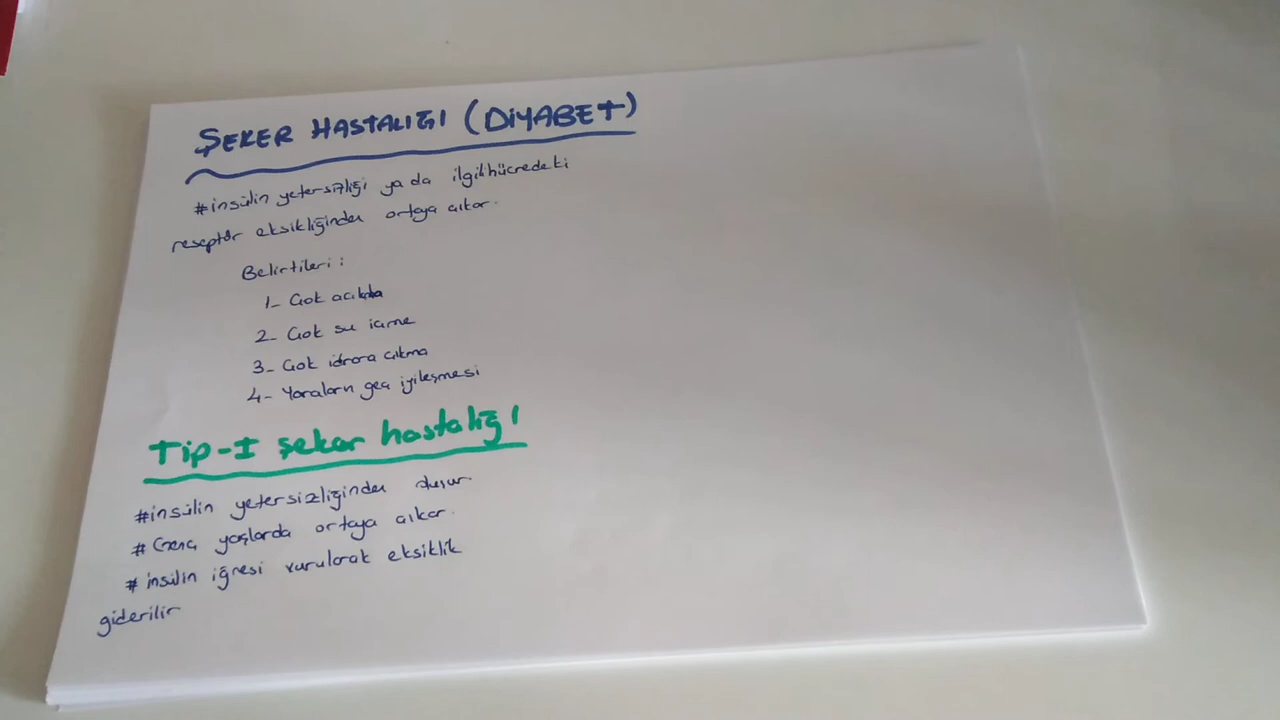 ŞEKER HASTALIĞI (DİYABET)
#insülin yetersizliği ya da ilgili hücredeki
reseptör eksikliğinden ortaya çıkar.
Belirtileri :
1- Çok acıkma
2- Çok su içme
3- Çok idrara çıkma
4- Yaraların geç iyileşmesi
Tip-I şeker hastalığı
#insülin yetersizliğinden
# Genç yaşlarda ortaya çıkar.
# insülin iğnesi vurularak eksiklik
giderilir